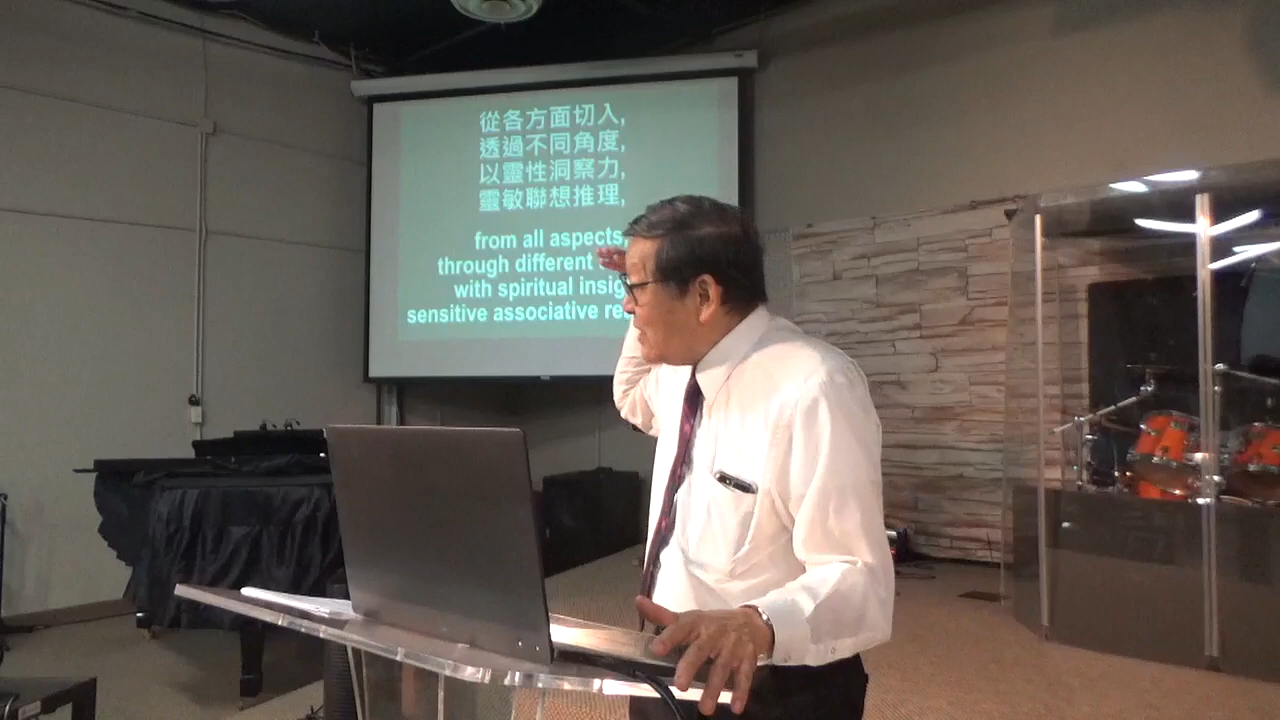 從各方面切入,
透過不同角度,
以靈性洞察力,
靈敏聯想推理,
from all aspects,
through different
with spiritual
sensitive associative